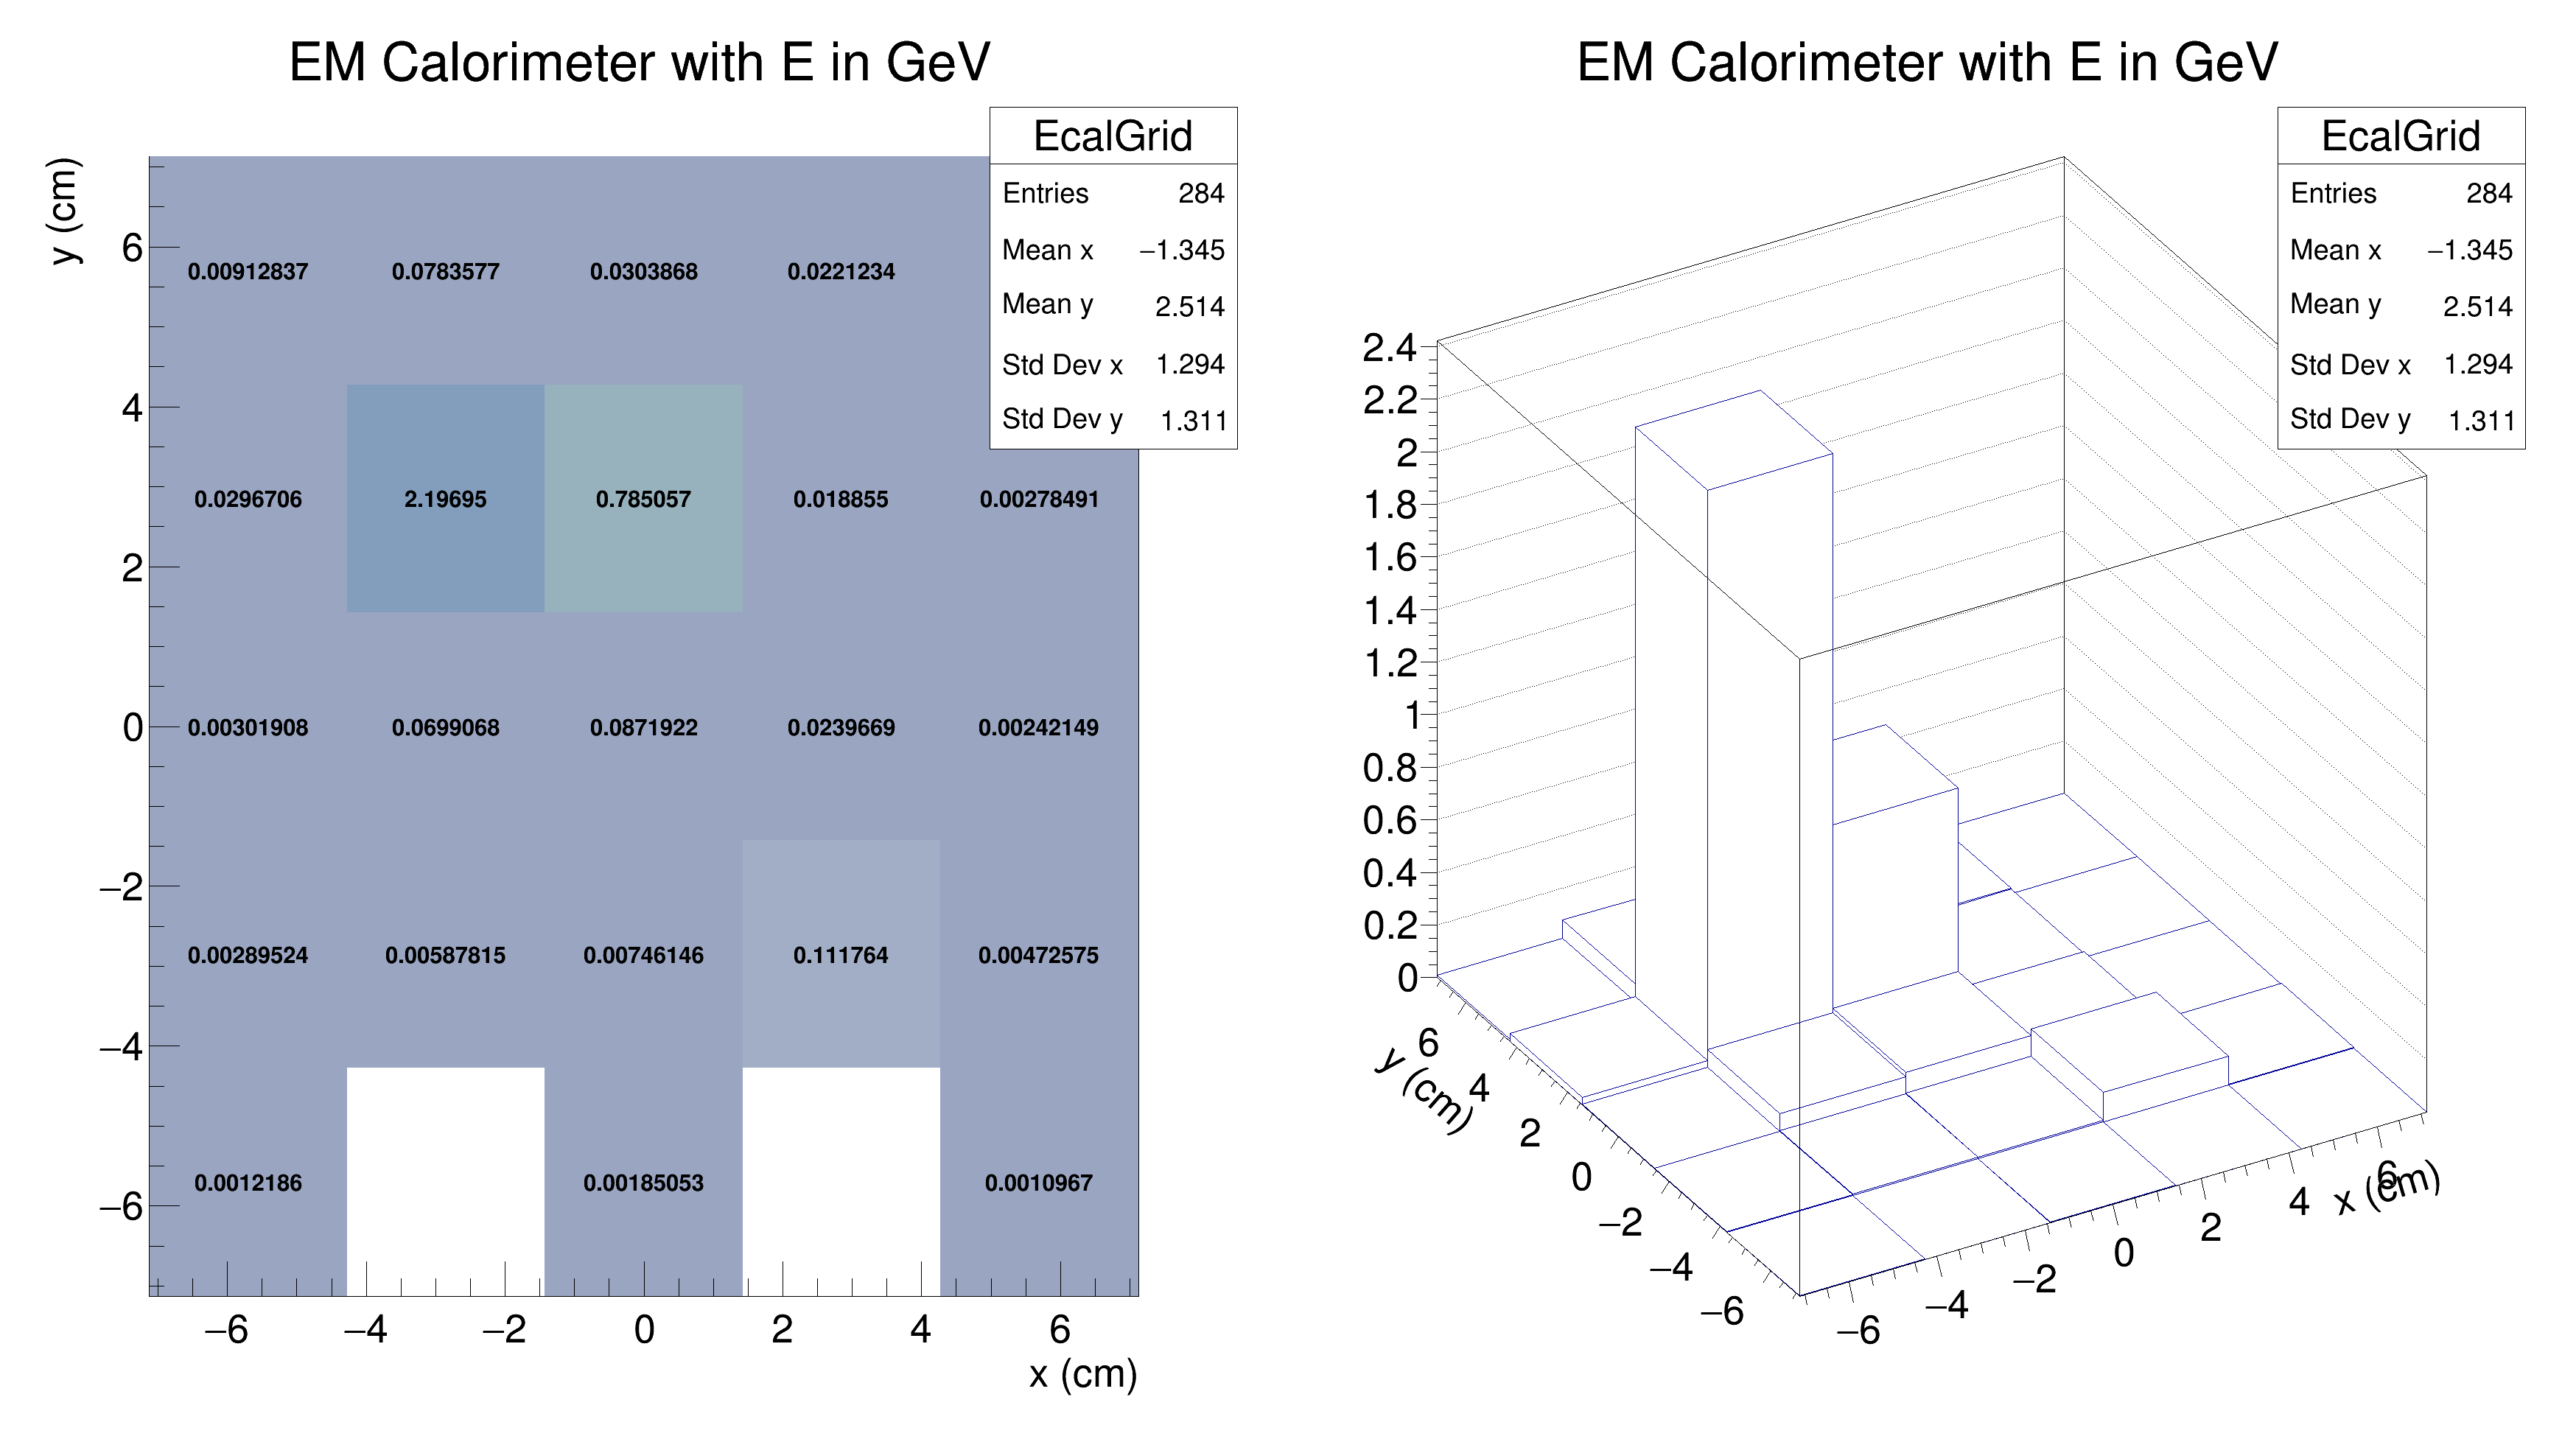 EM Calorimeter with E in GeV
y (cm)
EcalGrid
Entries 284
Mean x −1.345
Mean y 2.514
Std Dev x 1.294
Std Dev y 1.311
6
4
2
0
−2
−4
−6
0.00912837 0.0783577 0.0303868 0.0221234
0.0296706 2.19695 0.785057 0.018855 0.00278491
0.00301908 0.0699068 0.0871922 0.0239669 0.00242149
0.00289524 0.00587815 0.00746146 0.111764 0.00472575
0.0012186 0.00185053 0.0010967
−6 −4 −2 0 2 4 6
x (cm)
EM Calorimeter with E in GeV
EcalGrid
Entries 284
Mean x −1.345
Mean y 2.514
Std Dev x 1.294
Std Dev y 1.311
2.4
2.2
2
1.8
1.6
1.4
1.2
1
0.8
0.6
0.4
0.2
0
6
4
2
0
−2
−4
−6
y (cm)
−6 −4 −2 0 2 4 6
x (cm)